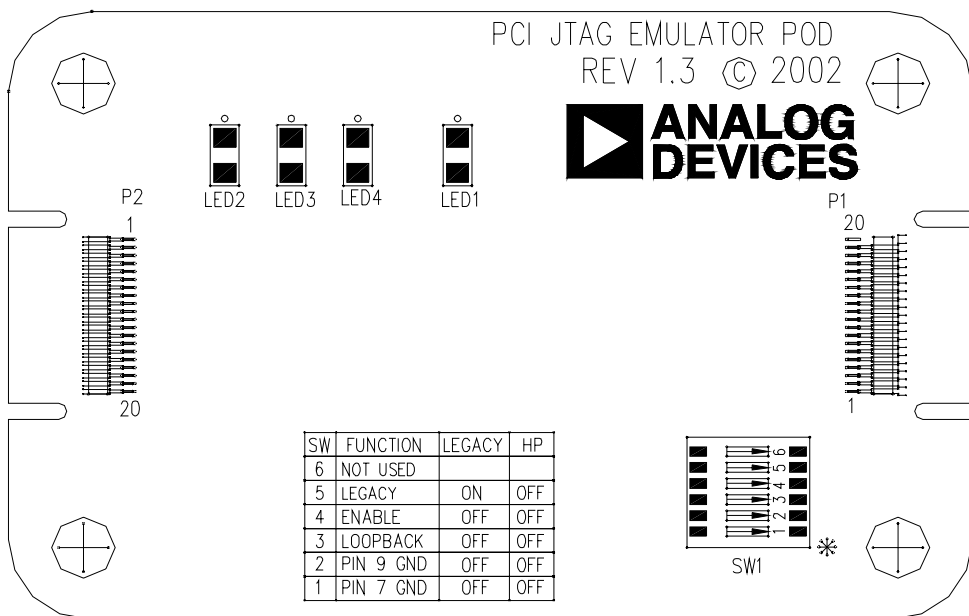 PCI JTAG EMULATOR POD
REV 1.3 © 2002
ANALOG
DEVICES
LED2 LED3 LED4 LED1
P2
1
20
P1
20
1
SW FUNCTION LEGACY HP
6 NOT USED
5 LEGACY ON OFF
4 ENABLE OFF OFF
3 LOOPBACK OFF OFF
2 PIN 9 GND OFF OFF
1 PIN 7 GND OFF OFF
6
5
4
3
2
1
SW1